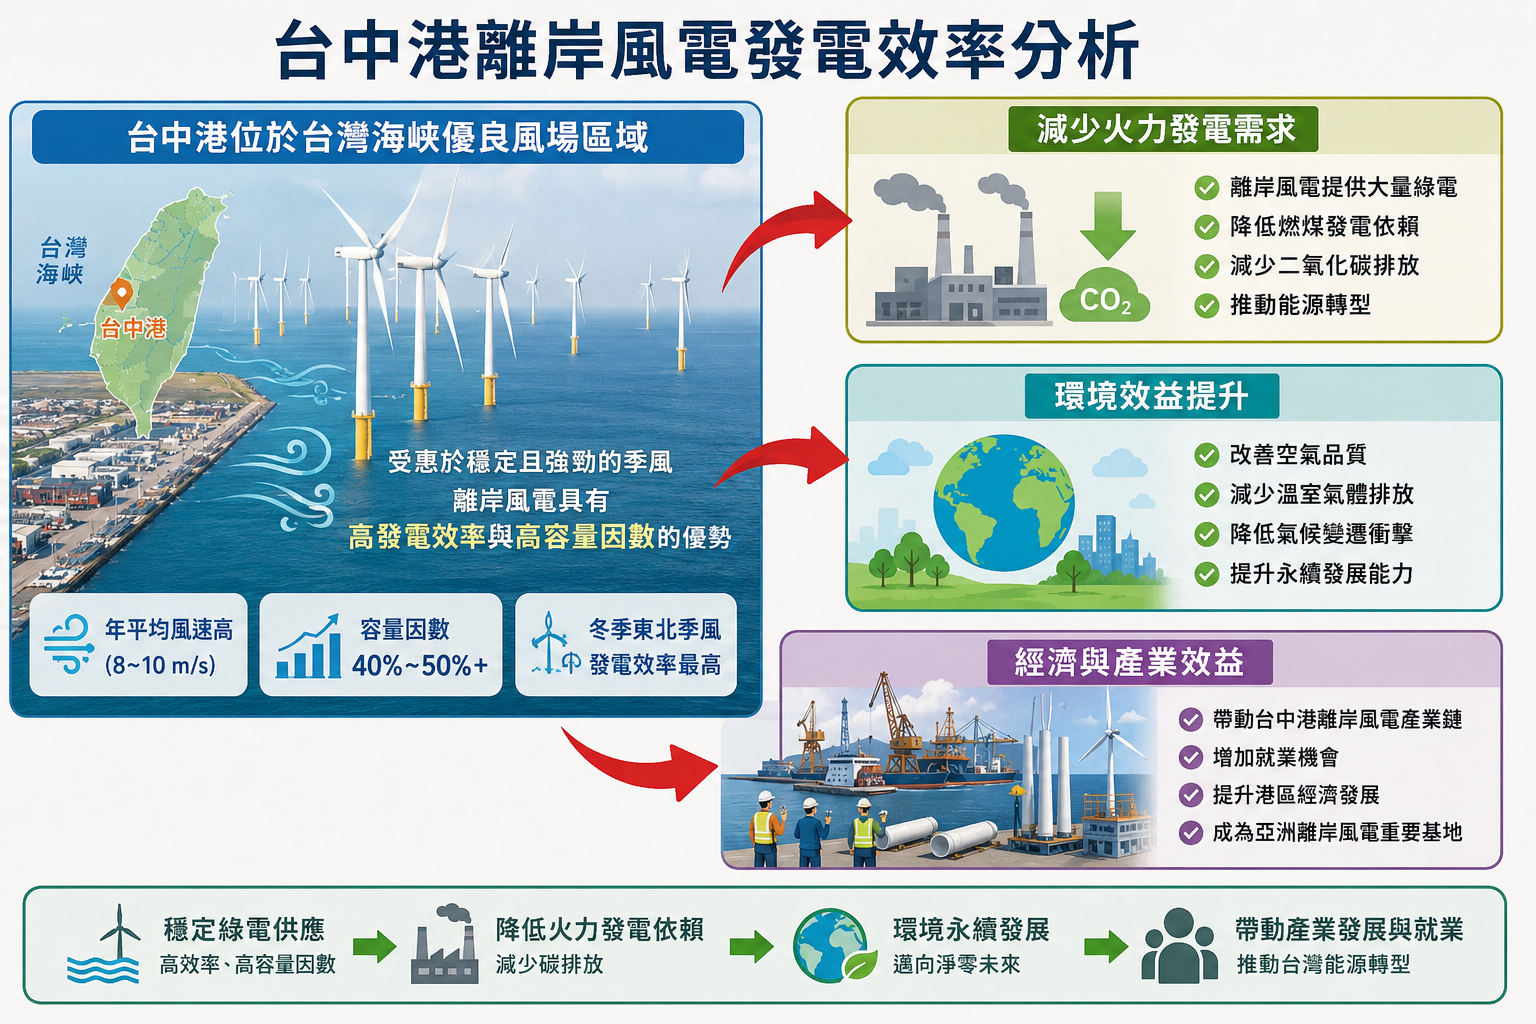 台中港離岸風電發電效率分析
台中港位於台灣海峽優良風場區域
台灣
海峽
台中港
受惠於穩定且強勁的季風
離岸風電具有
高發電效率與高容量因數的優勢
年平均風速高
(8~10 m/s)
容量因數
40%~50%+
冬季東北季風
發電效率最高
減少火力發電需求
CO₂
離岸風電提供大量綠電
降低燃煤發電依賴
減少二氧化碳排放
推動能源轉型
環境效益提升
改善空氣品質
減少溫室氣體排放
降低氣候變遷衝擊
提升永續發展能力
經濟與產業效益
帶動台中港離岸風電產業鏈
增加就業機會
提升港區經濟發展
成為亞洲離岸風電重要基地
穩定綠電供應
高效率、高容量因數
降低火力發電依賴
減少碳排放
環境永續發展
邁向淨零未來
帶動產業發展與就業
推動台灣能源轉型